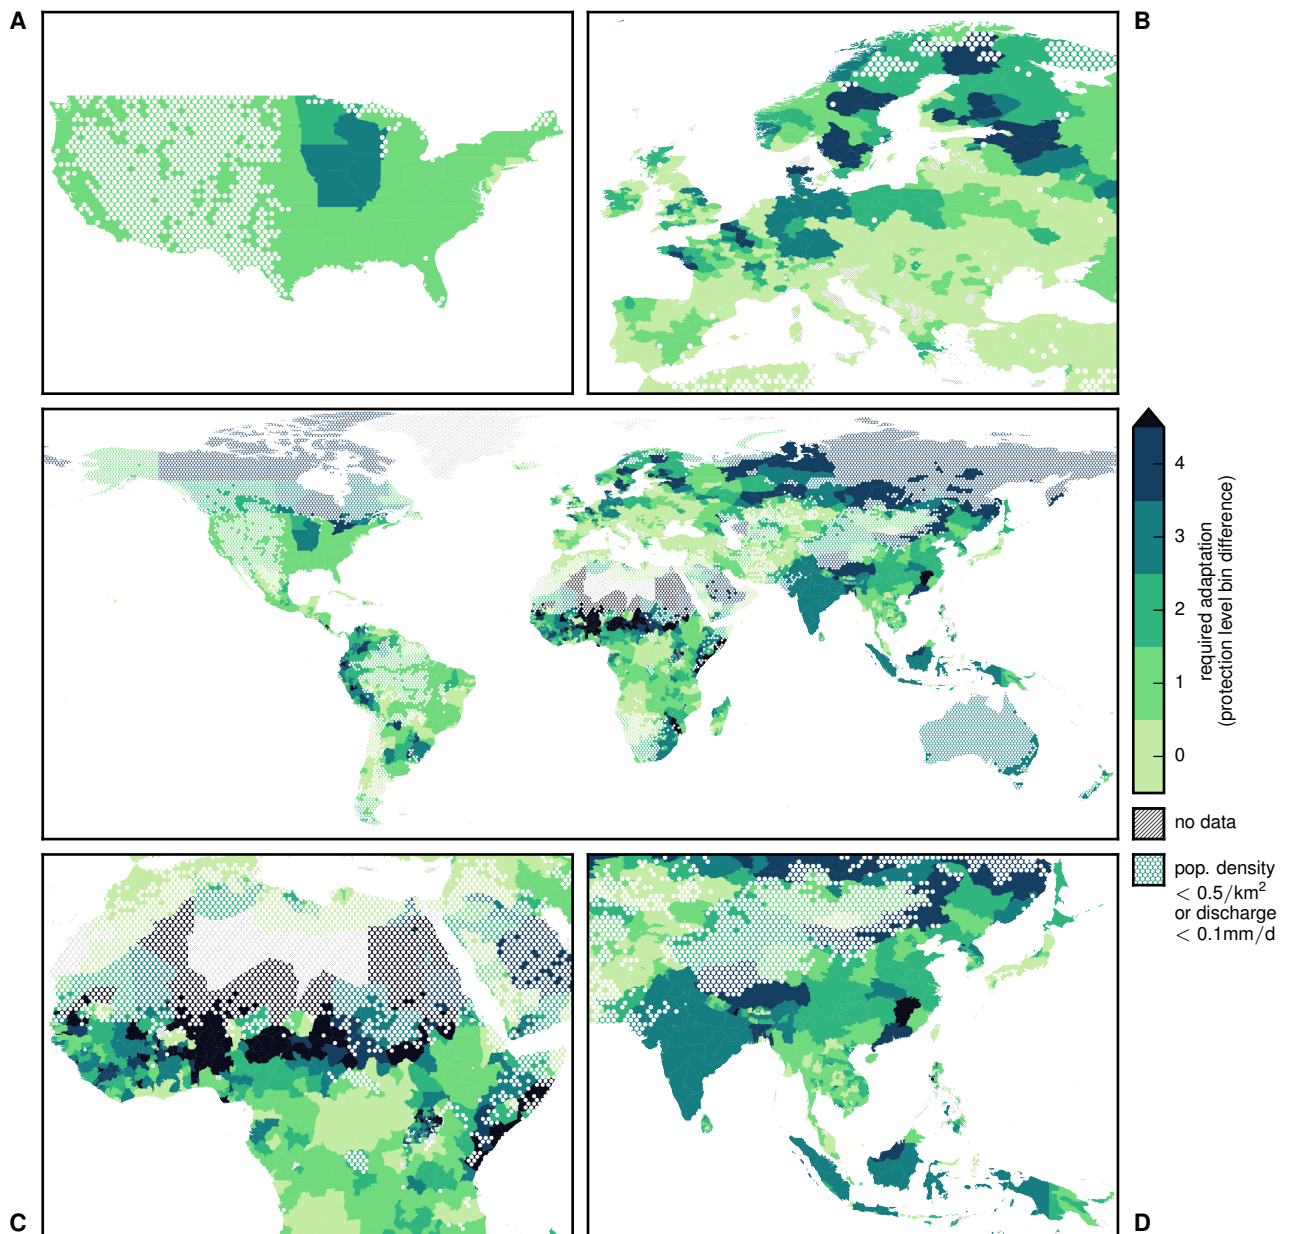 A
B
4
3
2
1
0
required adaptation
(protection level bin difference)
no data
pop. density
< 0.5/km²
or discharge
< 0.1mm/d
C
D